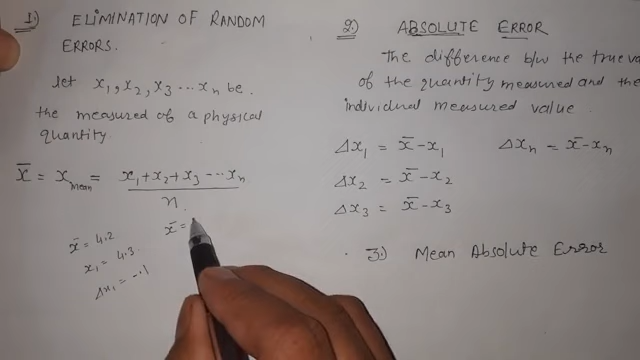 1.) ELIMINATION OF RANDOM
ERRORS.
let x₁, x₂, x₃ ... xₙ be.
the measured of a physical
quantity.
x̄ = x_mean = x₁+x₂+x₃ ... xₙ / n.
x̄ = 4.2
x₁ = 4.3.
Δx₁ = -.1
x̄ =
2.) ABSOLUTE ERROR
The difference b/w the true va
of the quantity measured and the
individual measured value.
Δx₁ = x̄-x₁ Δxₙ = x̄-xₙ
Δx₂ = x̄-x₂
Δx₃ = x̄-x₃
3.) Mean Absolute Error